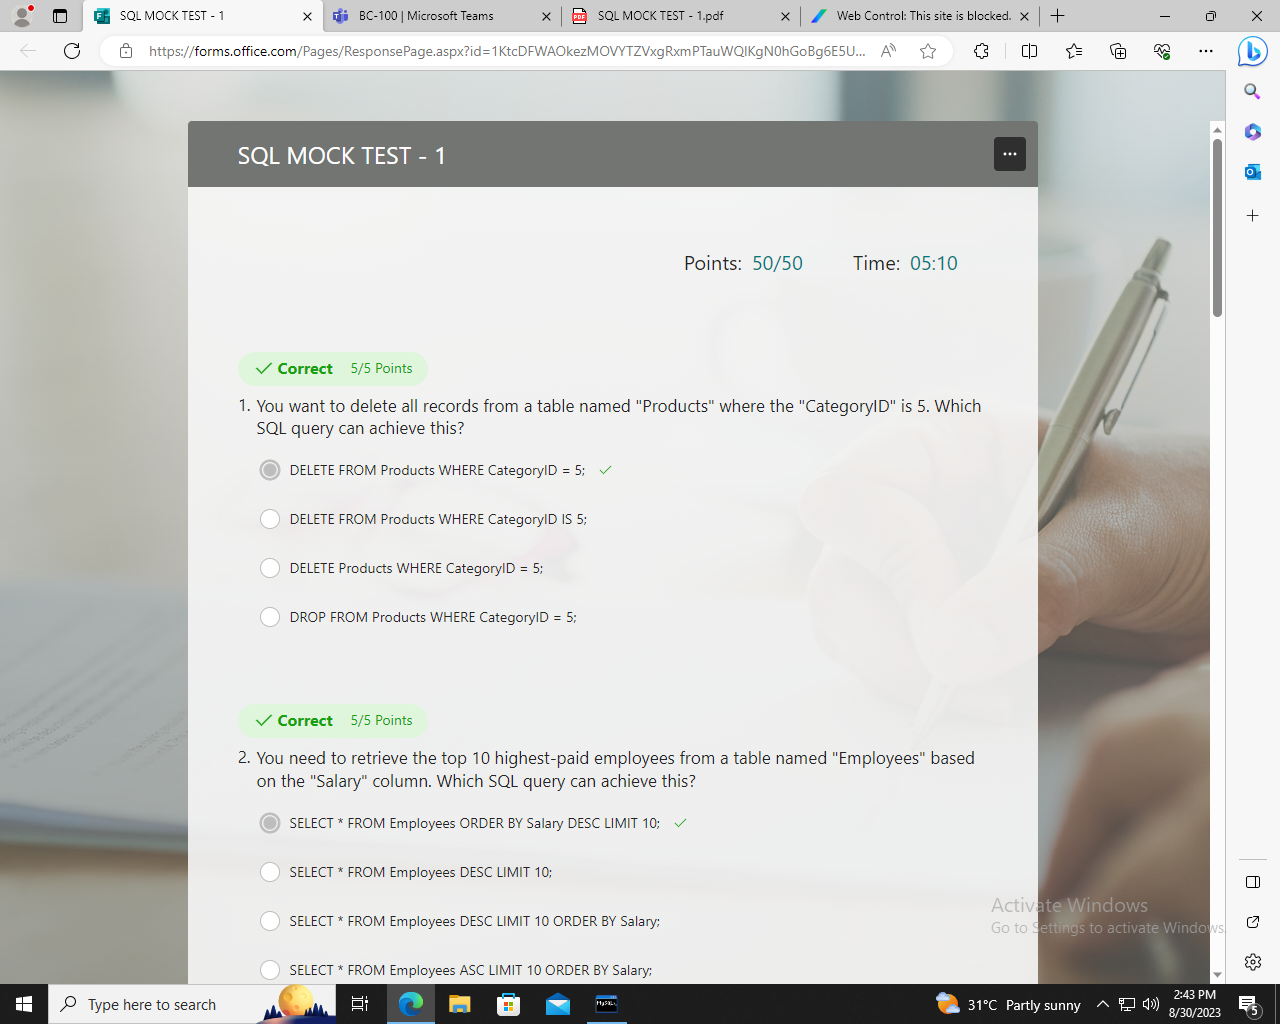 SQL MOCK TEST - 1
BC-100 | Microsoft Teams
SQL MOCK TEST - 1.pdf
Web Control: This site is blocked.
https://forms.office.com/Pages/ResponsePage.aspx?id=1KtcDFWAOkezMOVYTZVxgRxmPTauWQlKgN0hGoBg6E5U...
SQL MOCK TEST - 1
Points: 50/50 Time: 05:10
Correct 5/5 Points
1. You want to delete all records from a table named "Products" where the "CategoryID" is 5. Which
SQL query can achieve this?
DELETE FROM Products WHERE CategoryID = 5;
DELETE FROM Products WHERE CategoryID IS 5;
DELETE Products WHERE CategoryID = 5;
DROP FROM Products WHERE CategoryID = 5;
Correct 5/5 Points
2. You need to retrieve the top 10 highest-paid employees from a table named "Employees" based
on the "Salary" column. Which SQL query can achieve this?
SELECT * FROM Employees ORDER BY Salary DESC LIMIT 10;
SELECT * FROM Employees DESC LIMIT 10;
SELECT * FROM Employees DESC LIMIT 10 ORDER BY Salary;
SELECT * FROM Employees ASC LIMIT 10 ORDER BY Salary;
Activate Windows
Go to Settings to activate Windows.
Type here to search
31°C Partly sunny
2:43 PM
8/30/2023
5